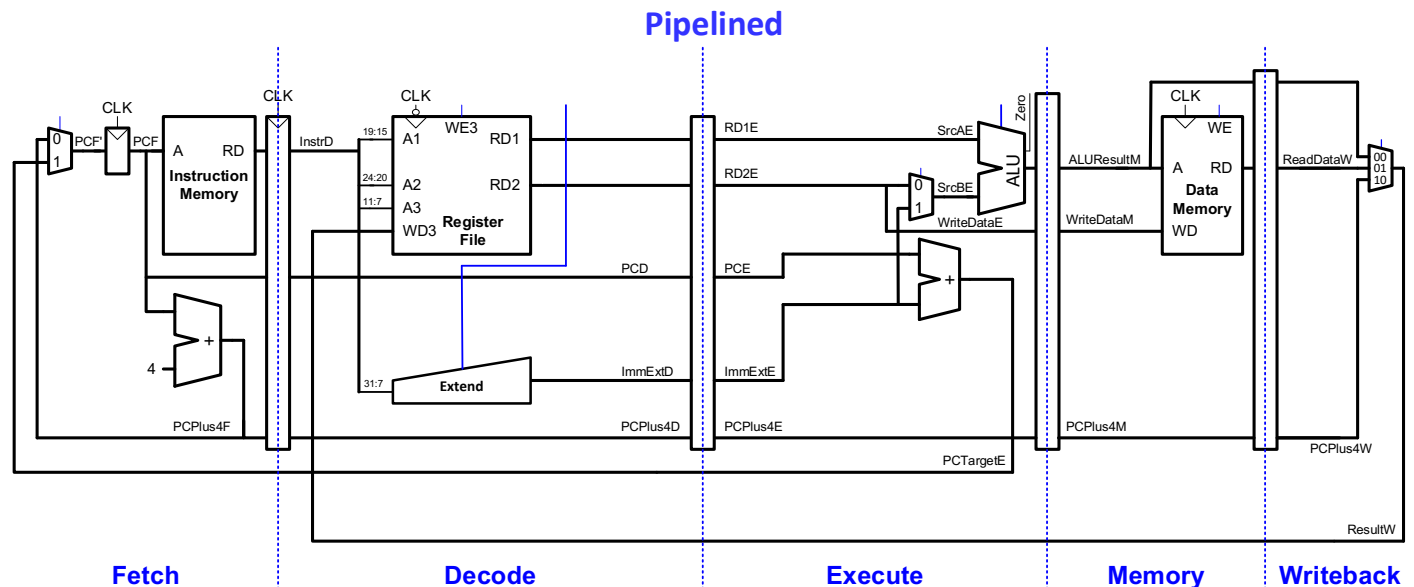 Pipelined
CLK
CLK
CLK
CLK
Zero
0
1
PCF'
PCF
A RD
Instruction
Memory
InstrD
19:15
A1
WE3
RD1
24:20
A2
RD2
11:7
A3
WD3
Register
File
RD1E
RD2E
SrcAE
0
1
SrcBE
ALU
WriteDataE
ALUResultM
WriteDataM
WE
A RD
Data
Memory
WD
ReadDataW
00
01
10
PCD
PCE
+
4
+
31:7
Extend
ImmExtD
ImmExtE
PCPlus4F
PCPlus4D
PCPlus4E
PCPlus4M
PCPlus4W
PCTargetE
ResultW
Fetch
Decode
Execute
Memory
Writeback